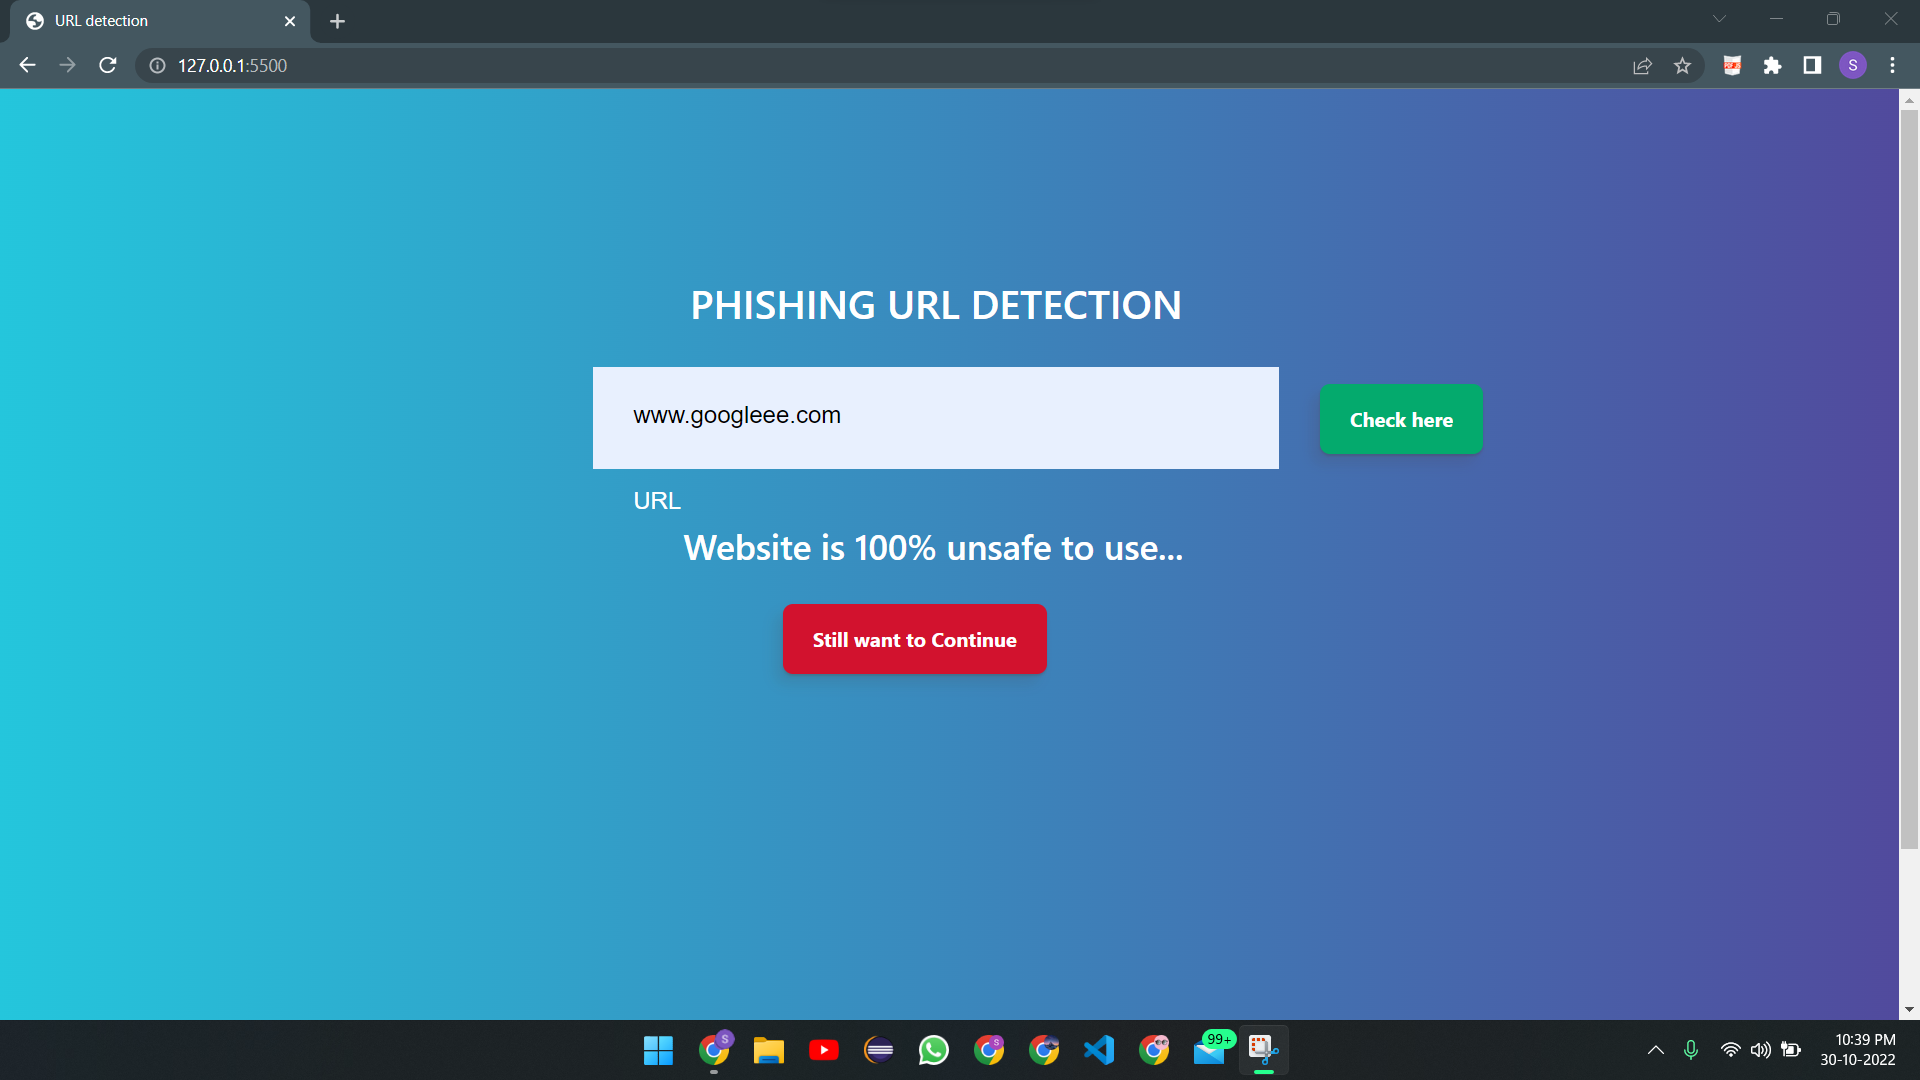 URL detection
127.0.0.1:5500
S
PHISHING URL DETECTION
www.googleee.com
Check here
URL
Website is 100% unsafe to use...
Still want to Continue
S
S
99+
10:39 PM
30-10-2022